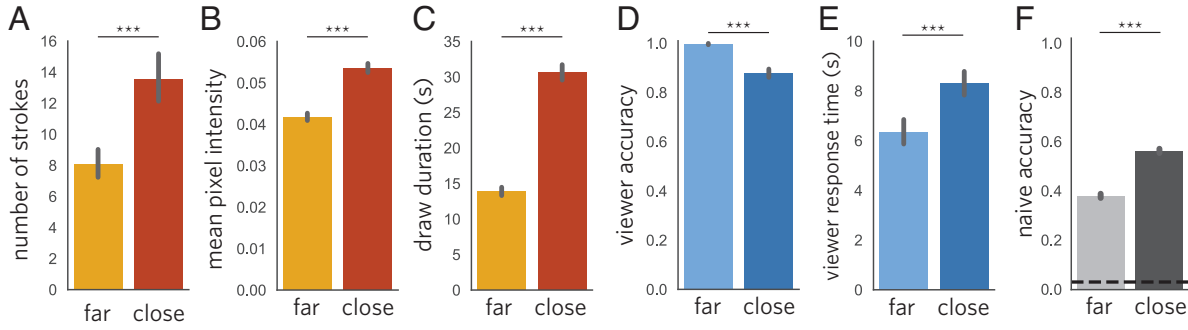 A
***
number of strokes
16
14
12
10
8
6
4
2
0
far close
B
***
mean pixel intensity
0.06
0.05
0.04
0.03
0.02
0.01
0.00
far close
C
***
draw duration (s)
35
30
25
20
15
10
5
0
far close
D
***
viewer accuracy
1.0
0.8
0.6
0.4
0.2
0.0
far close
E
***
viewer response time (s)
10
8
6
4
2
0
far close
F
***
naive accuracy
1.0
0.8
0.6
0.4
0.2
0.0
far close